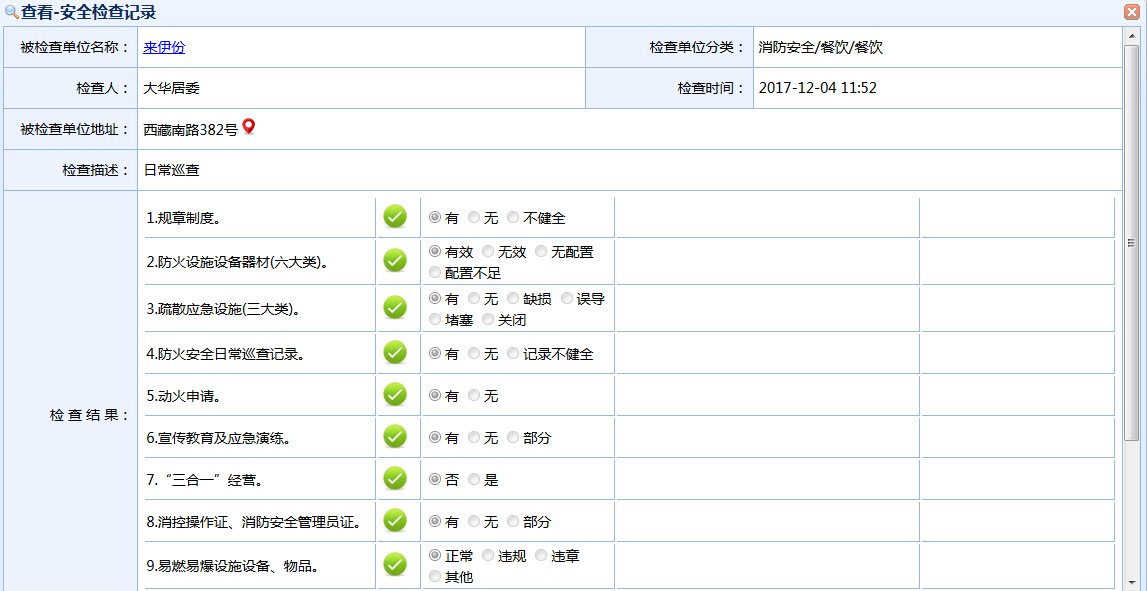 查看-安全检查记录
被检查单位名称： 来伊份 检查单位分类： 消防安全/餐饮/餐饮
检查人： 大华居委 检查时间： 2017-12-04 11:52
被检查单位地址： 西藏南路382号
检查描述： 日常巡查
检 查 结 果：
1.规章制度。 有 无 不健全
2.防火设施设备器材(六大类)。 有效 无效 无配置
配置不足
3.疏散应急设施(三大类)。 有 无 缺损 误导
堵塞 关闭
4.防火安全日常巡查记录。 有 无 记录不健全
5.动火申请。 有 无
6.宣传教育及应急演练。 有 无 部分
7.“三合一”经营。 否 是
8.消控操作证、消防安全管理员证。 有 无 部分
9.易燃易爆设施设备、物品。 正常 违规 违章
其他